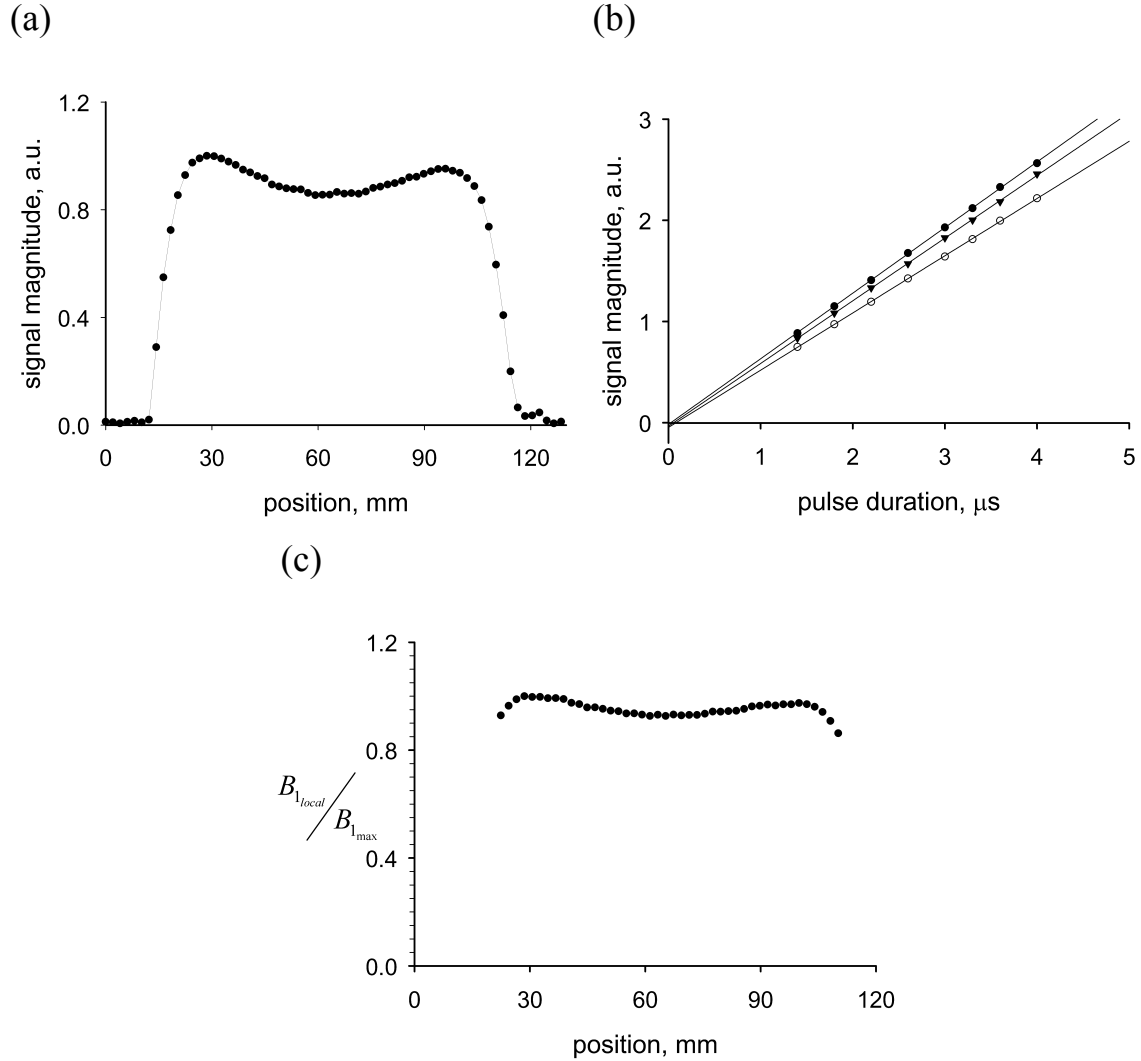 (a)
(b)
1.2
0.8
0.4
0.0
signal magnitude, a.u.
0 30 60 90 120
position, mm
3
2
1
0
signal magnitude, a.u.
0 1 2 3 4 5
pulse duration, μs
(c)
1.2
0.8
0.4
0.0
B1local / B1max
0 30 60 90 120
position, mm